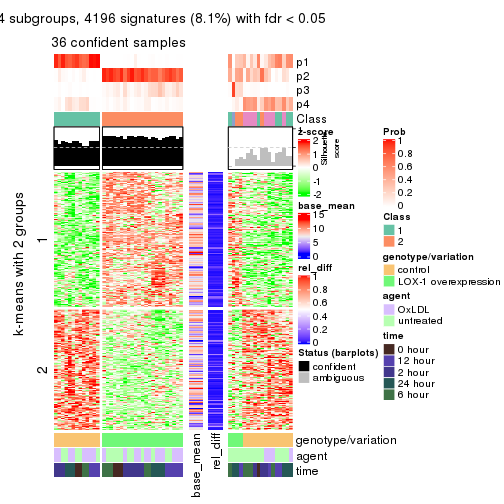 4 subgroups, 4196 signatures (8.1%) with fdr < 0.05
36 confident samples
p1
p2
p3
p4
Class
Silhouette
score
k-means with 2 groups
1
2
z-score
2
1
0
-1
-2
base_mean
15
10
5
0
rel_diff
1
0.8
0.6
0.4
0.2
0
Status (barplots)
confident
ambiguous
Prob
1
0.8
0.6
0.4
0.2
0
Class
1
2
genotype/variation
control
LOX-1 overexpression
agent
OxLDL
untreated
time
0 hour
12 hour
2 hour
24 hour
6 hour
genotype/variation
agent
time
base_mean
rel_diff